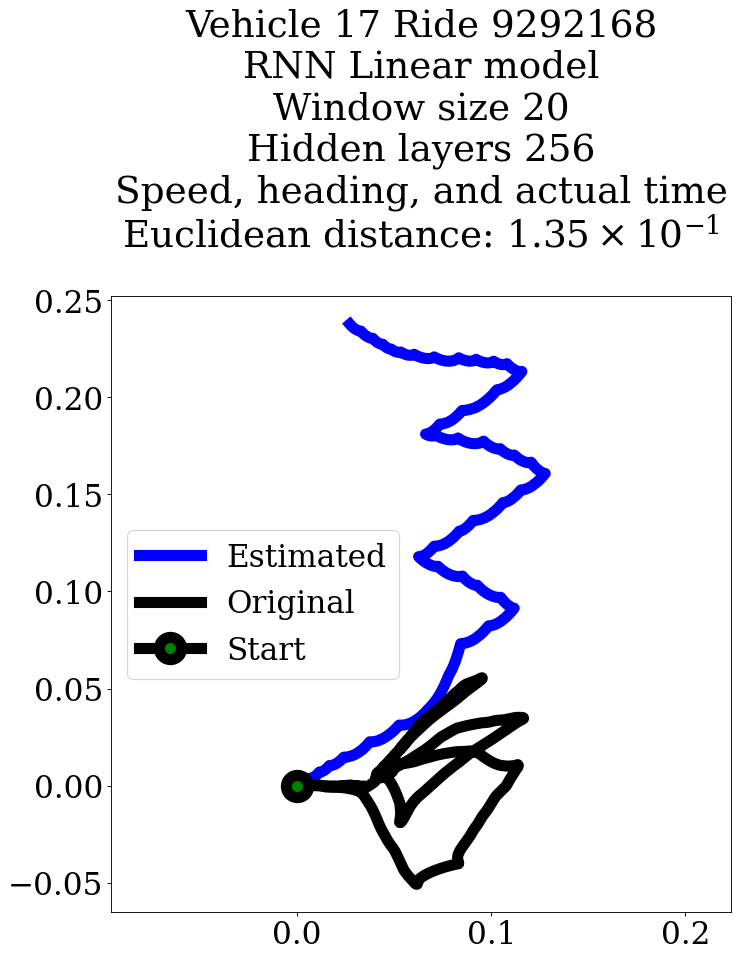 Vehicle 17 Ride 9292168
RNN Linear model
Window size 20
Hidden layers 256
Speed, heading, and actual time
Euclidean distance: 1.35 × 10⁻¹
0.25
0.20
0.15
0.10
0.05
0.00
−0.05
Estimated
Original
Start
0.0 0.1 0.2